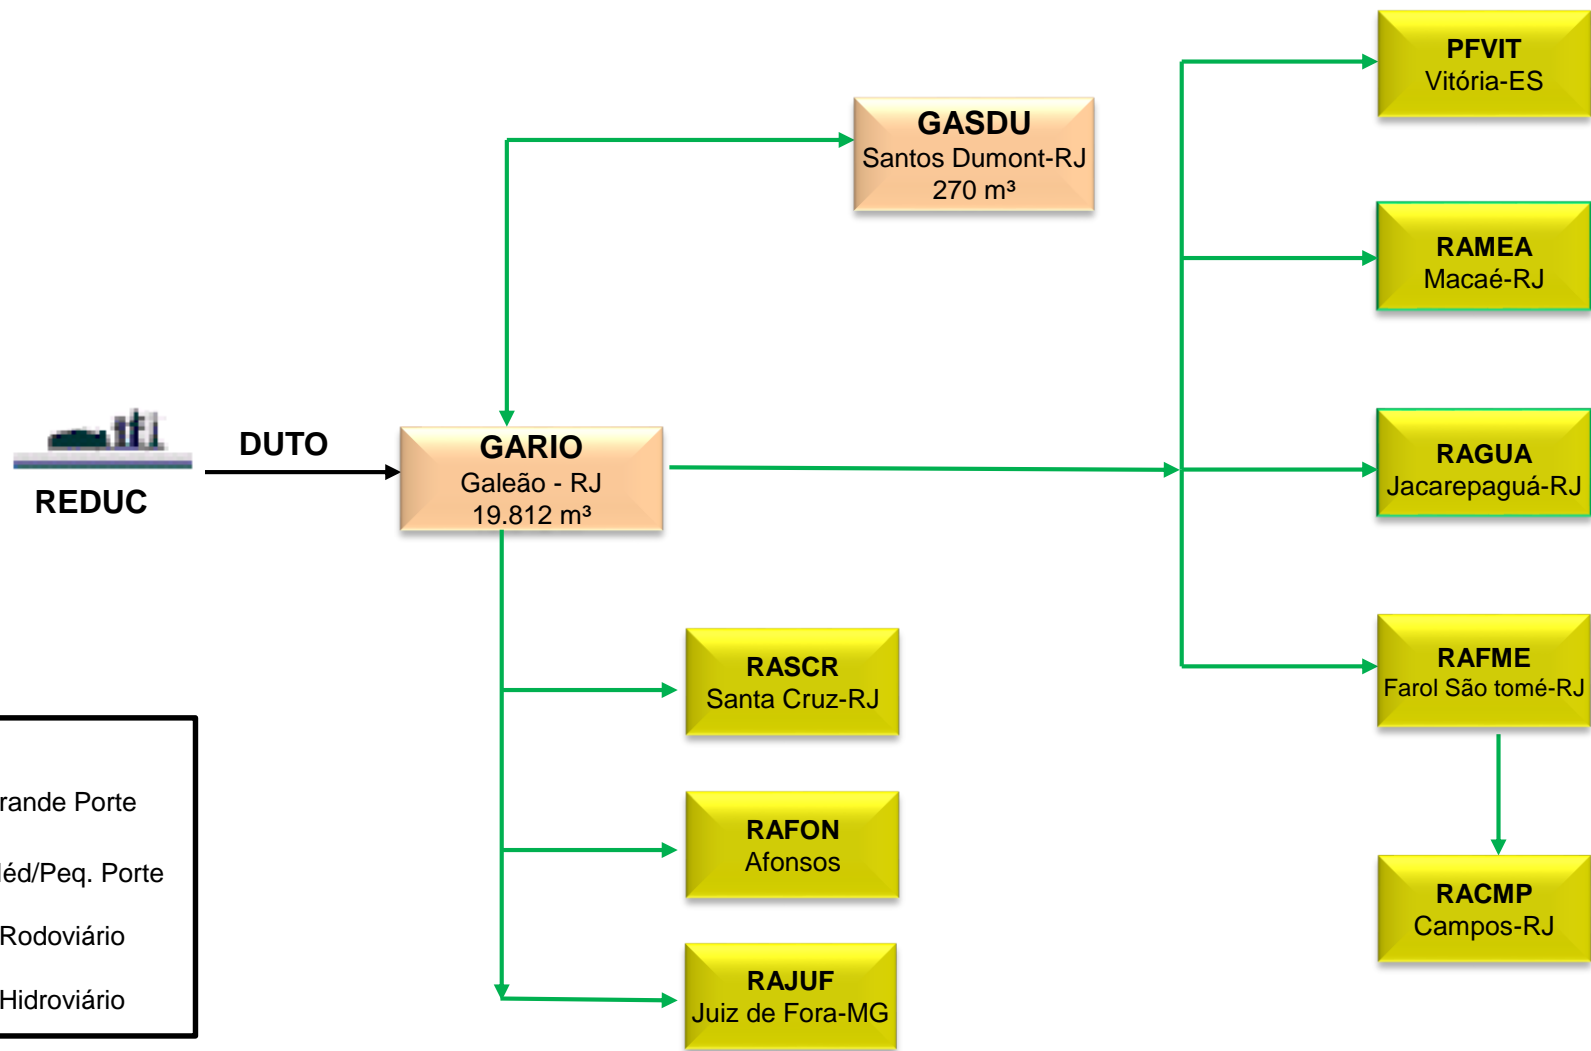 PFVIT
Vitória-ES
GASDU
Santos Dumont-RJ
270 m³
RAMEA
Macaé-RJ
DUTO
REDUC
GARIO
Galeão - RJ
19.812 m³
RAGUA
Jacarepaguá-RJ
RASCR
Santa Cruz-RJ
RAFME
Farol São tomé-RJ
RAFON
Afonsos
RACMP
Campos-RJ
RAJUF
Juiz de Fora-MG
rande Porte
léd/Peq. Porte
Rodoviário
Hidroviário